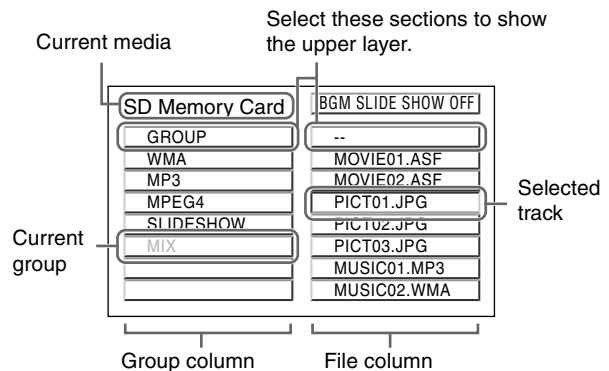 Select these sections to show
the upper layer.
Current media
SD Memory Card
BGM SLIDE SHOW OFF
GROUP
--
WMA
MOVIE01.ASF
MP3
MOVIE02.ASF
MPEG4
PICT01.JPG
Selected
track
SLIDESHOW
PICT02.JPG
Current
group
MIX
PICT03.JPG
MUSIC01.MP3
MUSIC02.WMA
Group column
File column